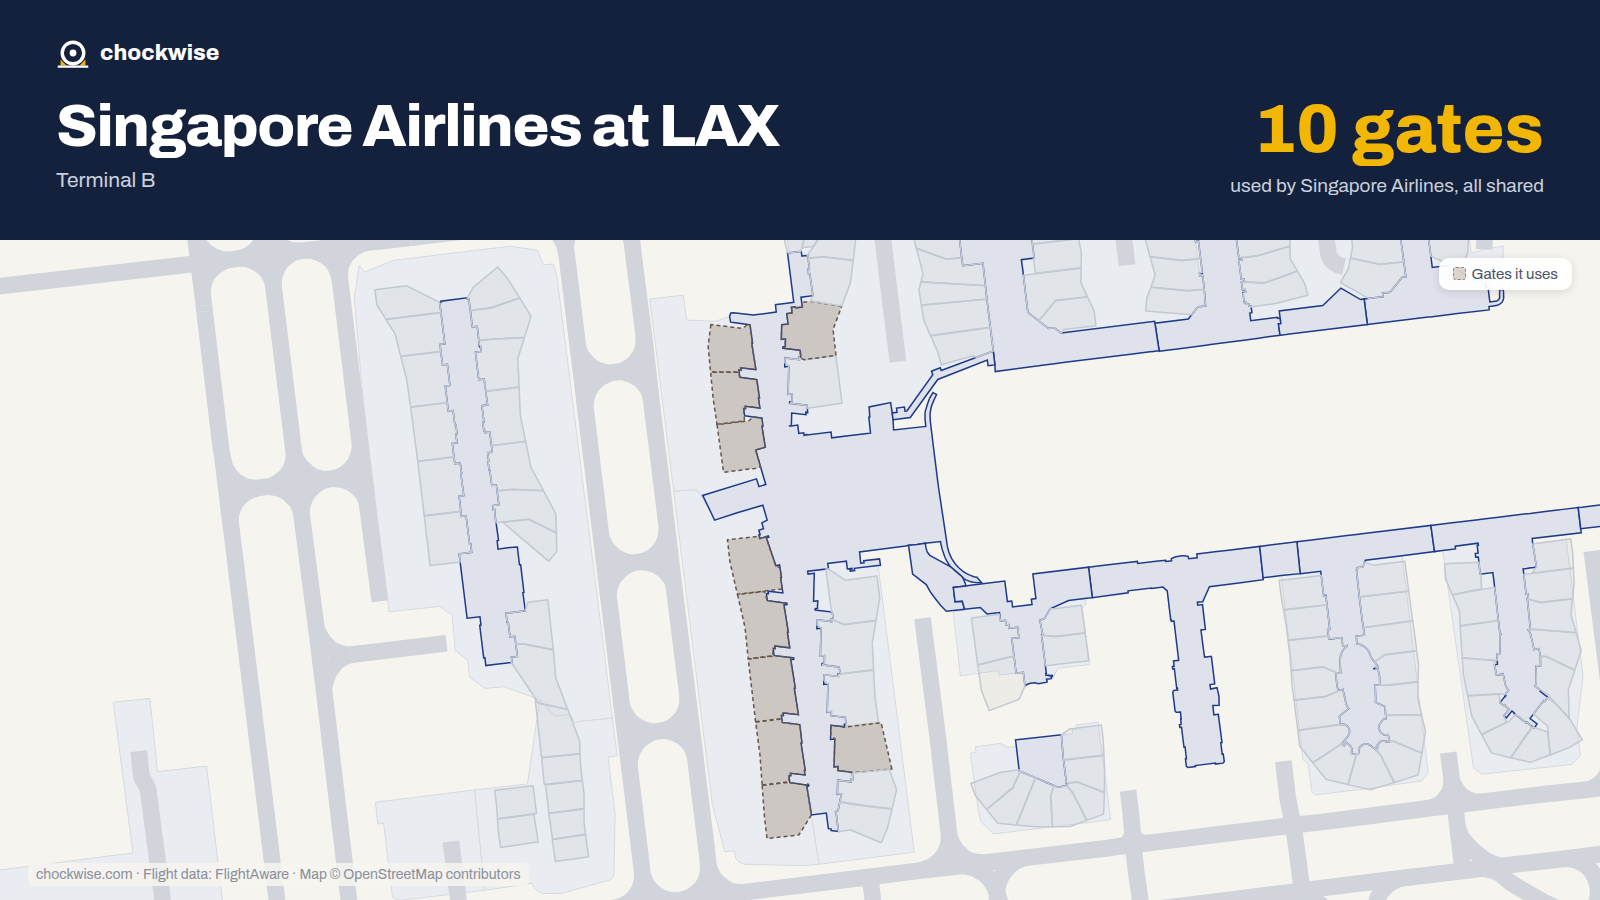 chockwise
Singapore Airlines at LAX
Terminal B
10 gates
used by Singapore Airlines, all shared
Gates it uses
chockwise.com · Flight data: FlightAware · Map © OpenStreetMap contributors